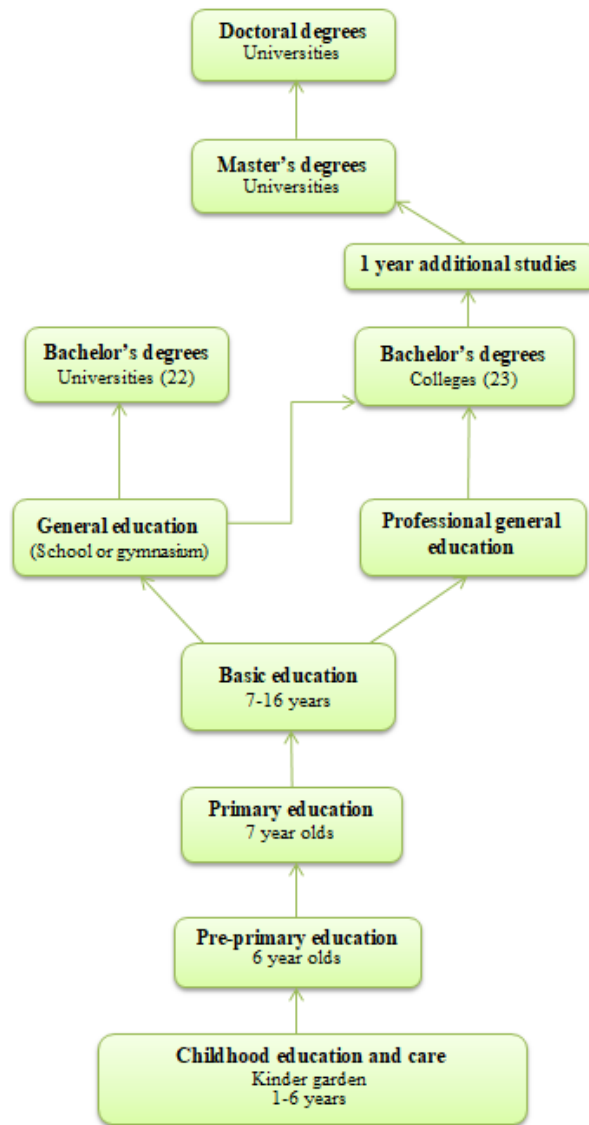 Doctoral degrees
Universities
Master's degrees
Universities
1 year additional studies
Bachelor's degrees
Universities (22)
Bachelor's degrees
Colleges (23)
General education
(School or gymnasium)
Professional general
education
Basic education
7-16 years
Primary education
7 year olds
Pre-primary education
6 year olds
Childhood education and care
Kinder garden
1-6 years